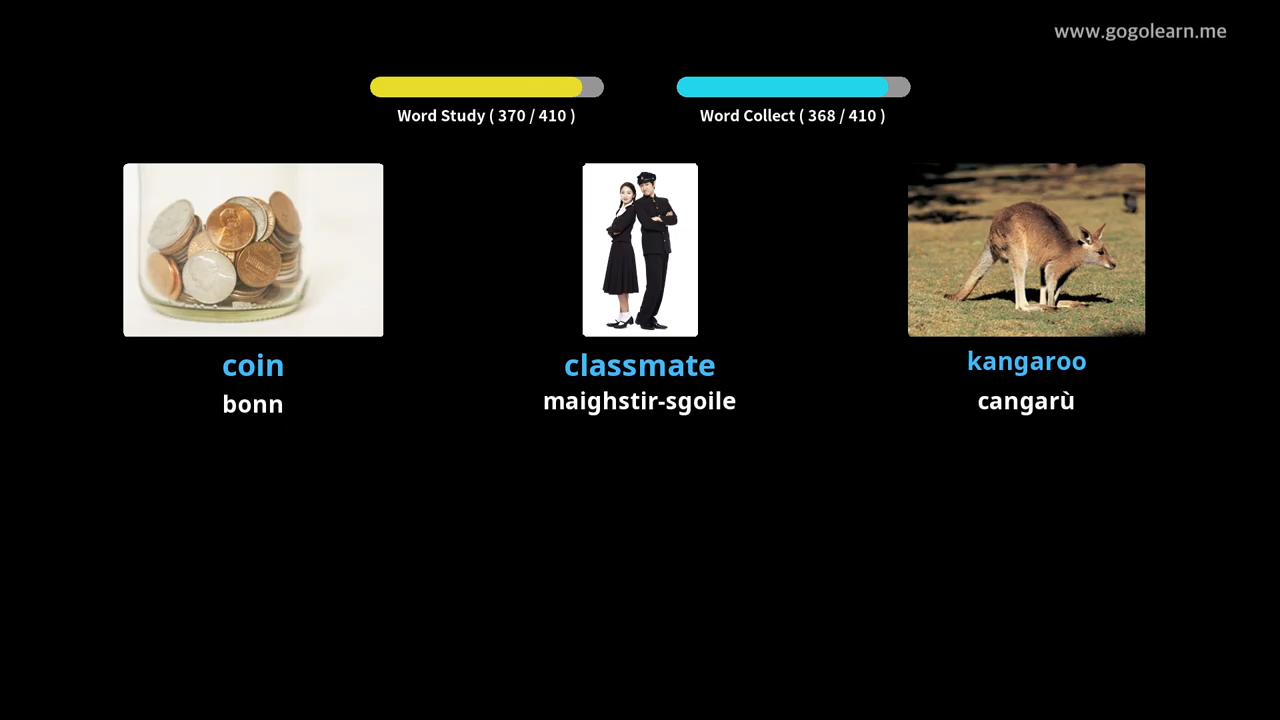 www.gogolearn.me
Word Study ( 370 / 410 )
Word Collect ( 368 / 410 )
coin
bonn
classmate
maighstir-sgoile
kangaroo
cangarù